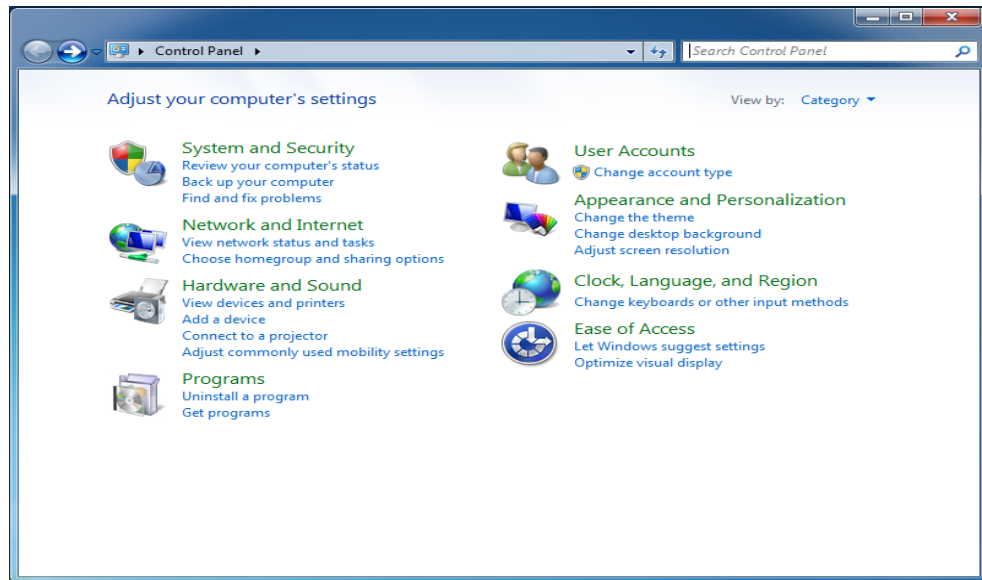 Control Panel
Search Control Panel
Adjust your computer's settings
View by: Category
System and Security
Review your computer's status
Back up your computer
Find and fix problems
Network and Internet
View network status and tasks
Choose homegroup and sharing options
Hardware and Sound
View devices and printers
Add a device
Connect to a projector
Adjust commonly used mobility settings
Programs
Uninstall a program
Get programs
User Accounts
Change account type
Appearance and Personalization
Change the theme
Change desktop background
Adjust screen resolution
Clock, Language, and Region
Change keyboards or other input methods
Ease of Access
Let Windows suggest settings
Optimize visual display